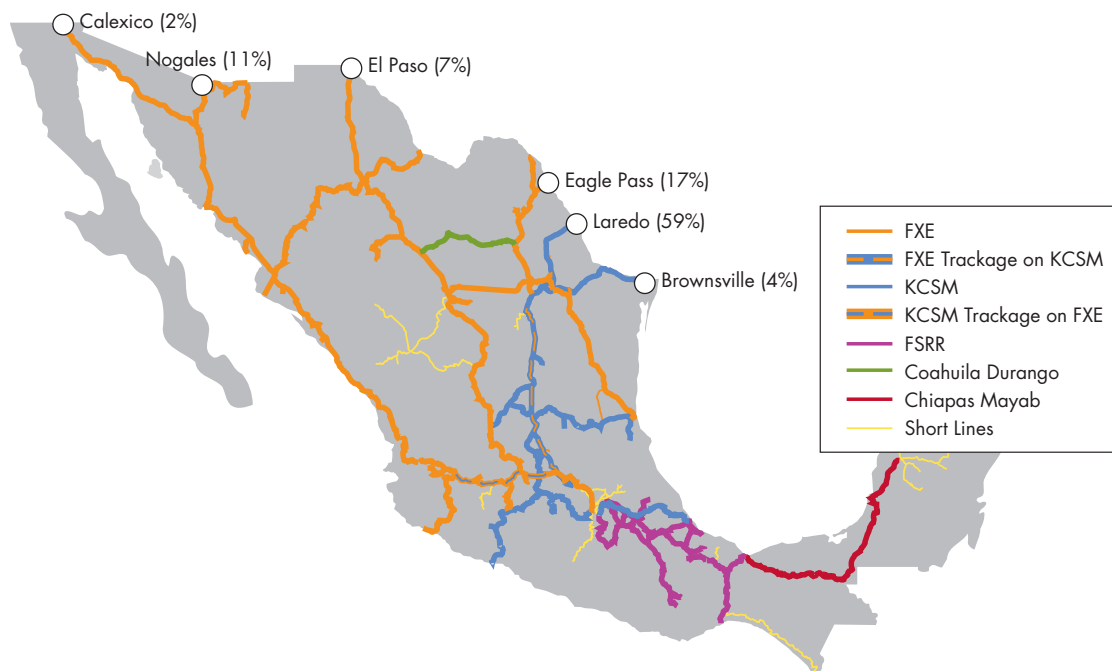 Calexico (2%)
Nogales (11%)
El Paso (7%)
Eagle Pass (17%)
Laredo (59%)
Brownsville (4%)
FXE
FXE Trackage on KCSM
KCSM
KCSM Trackage on FXE
FSRR
Coahuila Durango
Chiapas Mayab
Short Lines